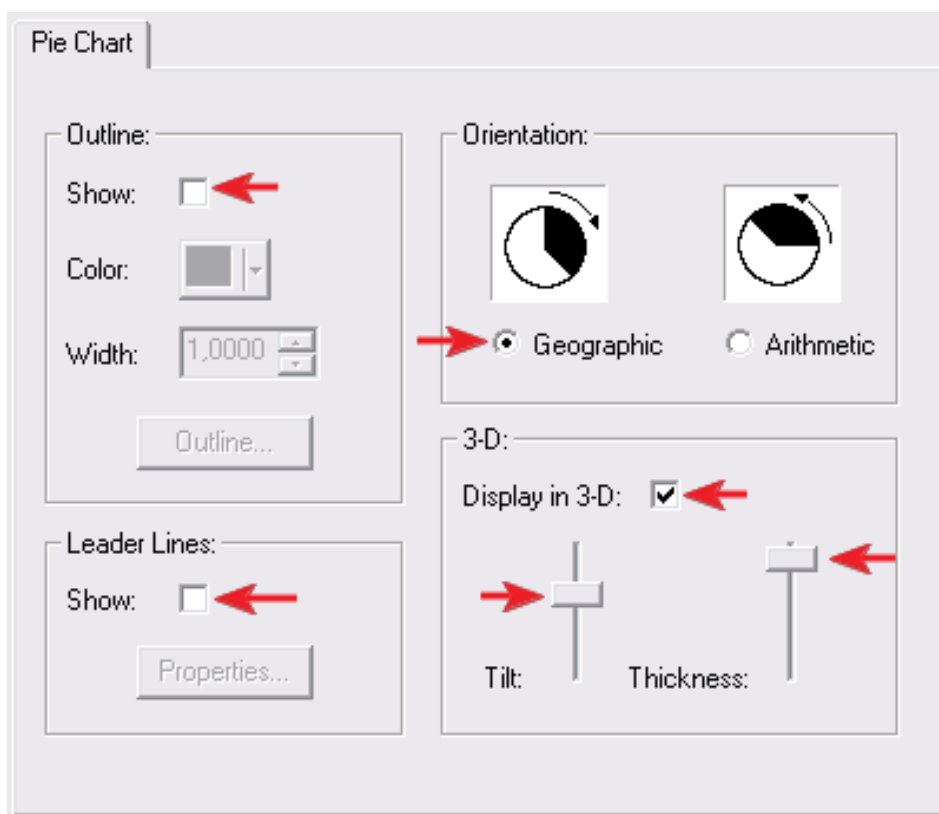 Pie Chart
Outline:
Show:
Color:
Width: 1,0000
Outline...
Leader Lines:
Show:
Properties...
Orientation:
Geographic Arithmetic
3-D:
Display in 3-D:
Tilt: Thickness: